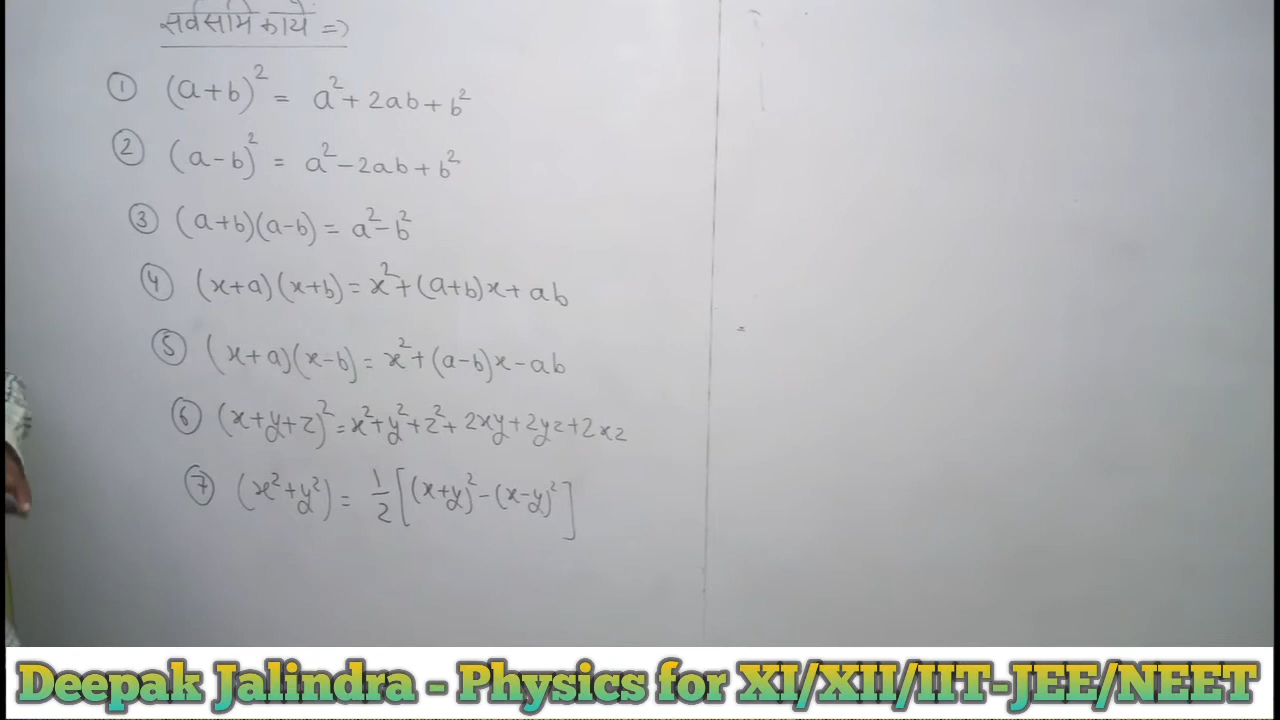 सर्वसमिकाये =>
① (a+b)² = a²+2ab+b²
② (a-b)² = a²-2ab+b²
③ (a+b)(a-b) = a²-b²
④ (x+a)(x+b) = x²+(a+b)x+ab
⑤ (x+a)(x-b) = x²+(a-b)x-ab
⑥ (x+y+z)² = x²+y²+z²+2xy+2yz+2xz
⑦ (x²+y²) = 1/2[(x+y)²-(x-y)²]
Deepak Jalindra - Physics for XI/XII/IIT-JEE/NEET